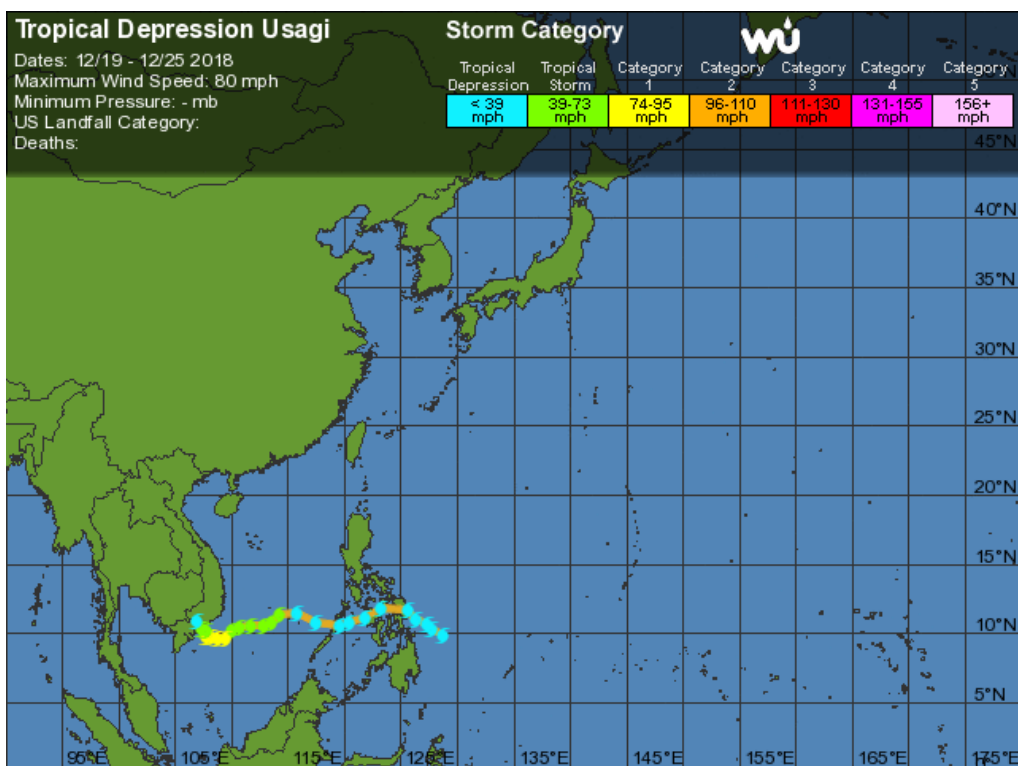 Tropical Depression Usagi
Dates: 12/19 - 12/25 2018
Maximum Wind Speed: 80 mph
Minimum Pressure: - mb
US Landfall Category:
Deaths:
Storm Category
wu
Tropical Depression
< 39 mph
Tropical Storm
39-73 mph
Category 1
74-95 mph
Category 2
96-110 mph
Category 3
111-130 mph
Category 4
131-155 mph
Category 5
156+ mph
45°N
40°N
35°N
30°N
25°N
20°N
15°N
10°N
5°N
95°E 105°E 115°E 125°E 135°E 145°E 155°E 165°E 175°E